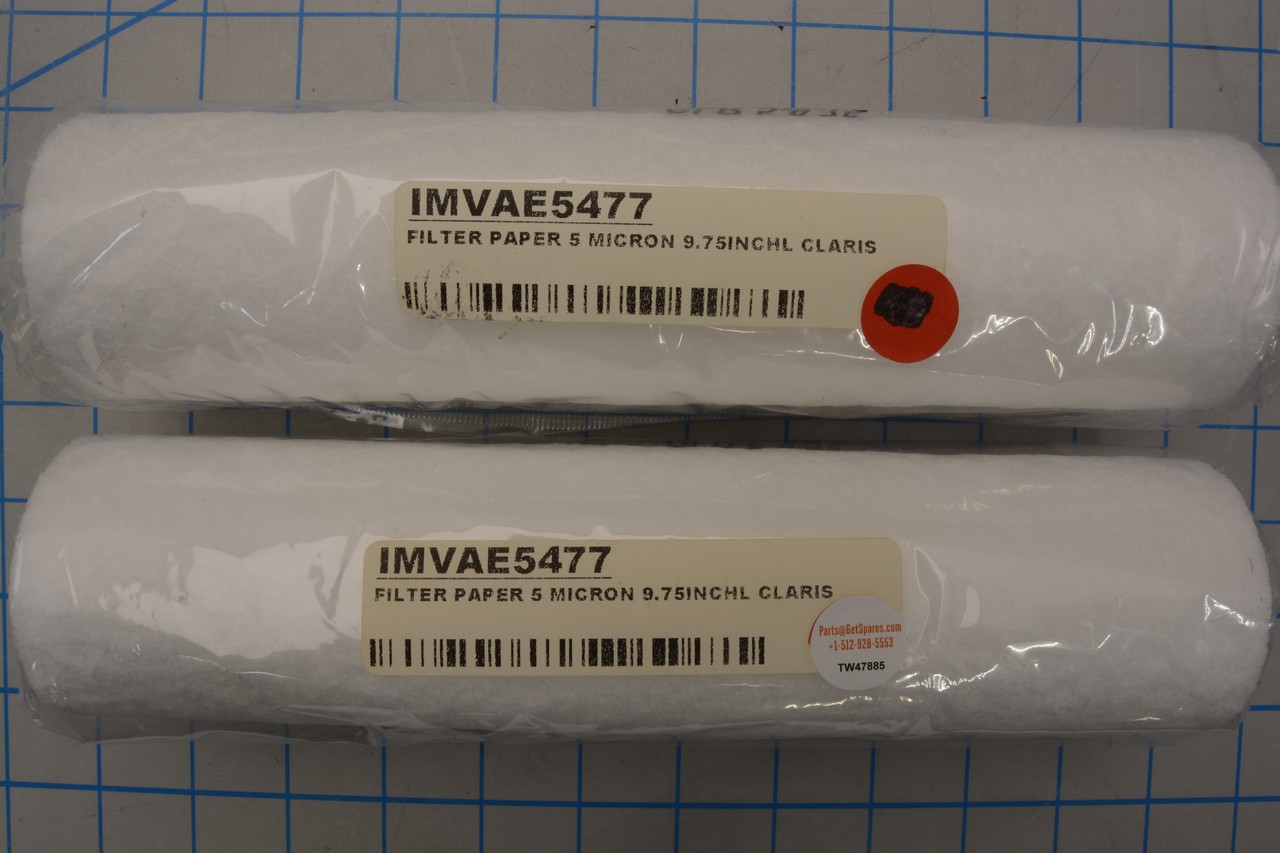 IMVAE5477
FILTER PAPER 5 MICRON 9.75INCHL CLARIS
IMVAE5477
FILTER PAPER 5 MICRON 9.75INCHL CLARIS
Parts@GetSpares.com
+1-512-928-5553
TW47885